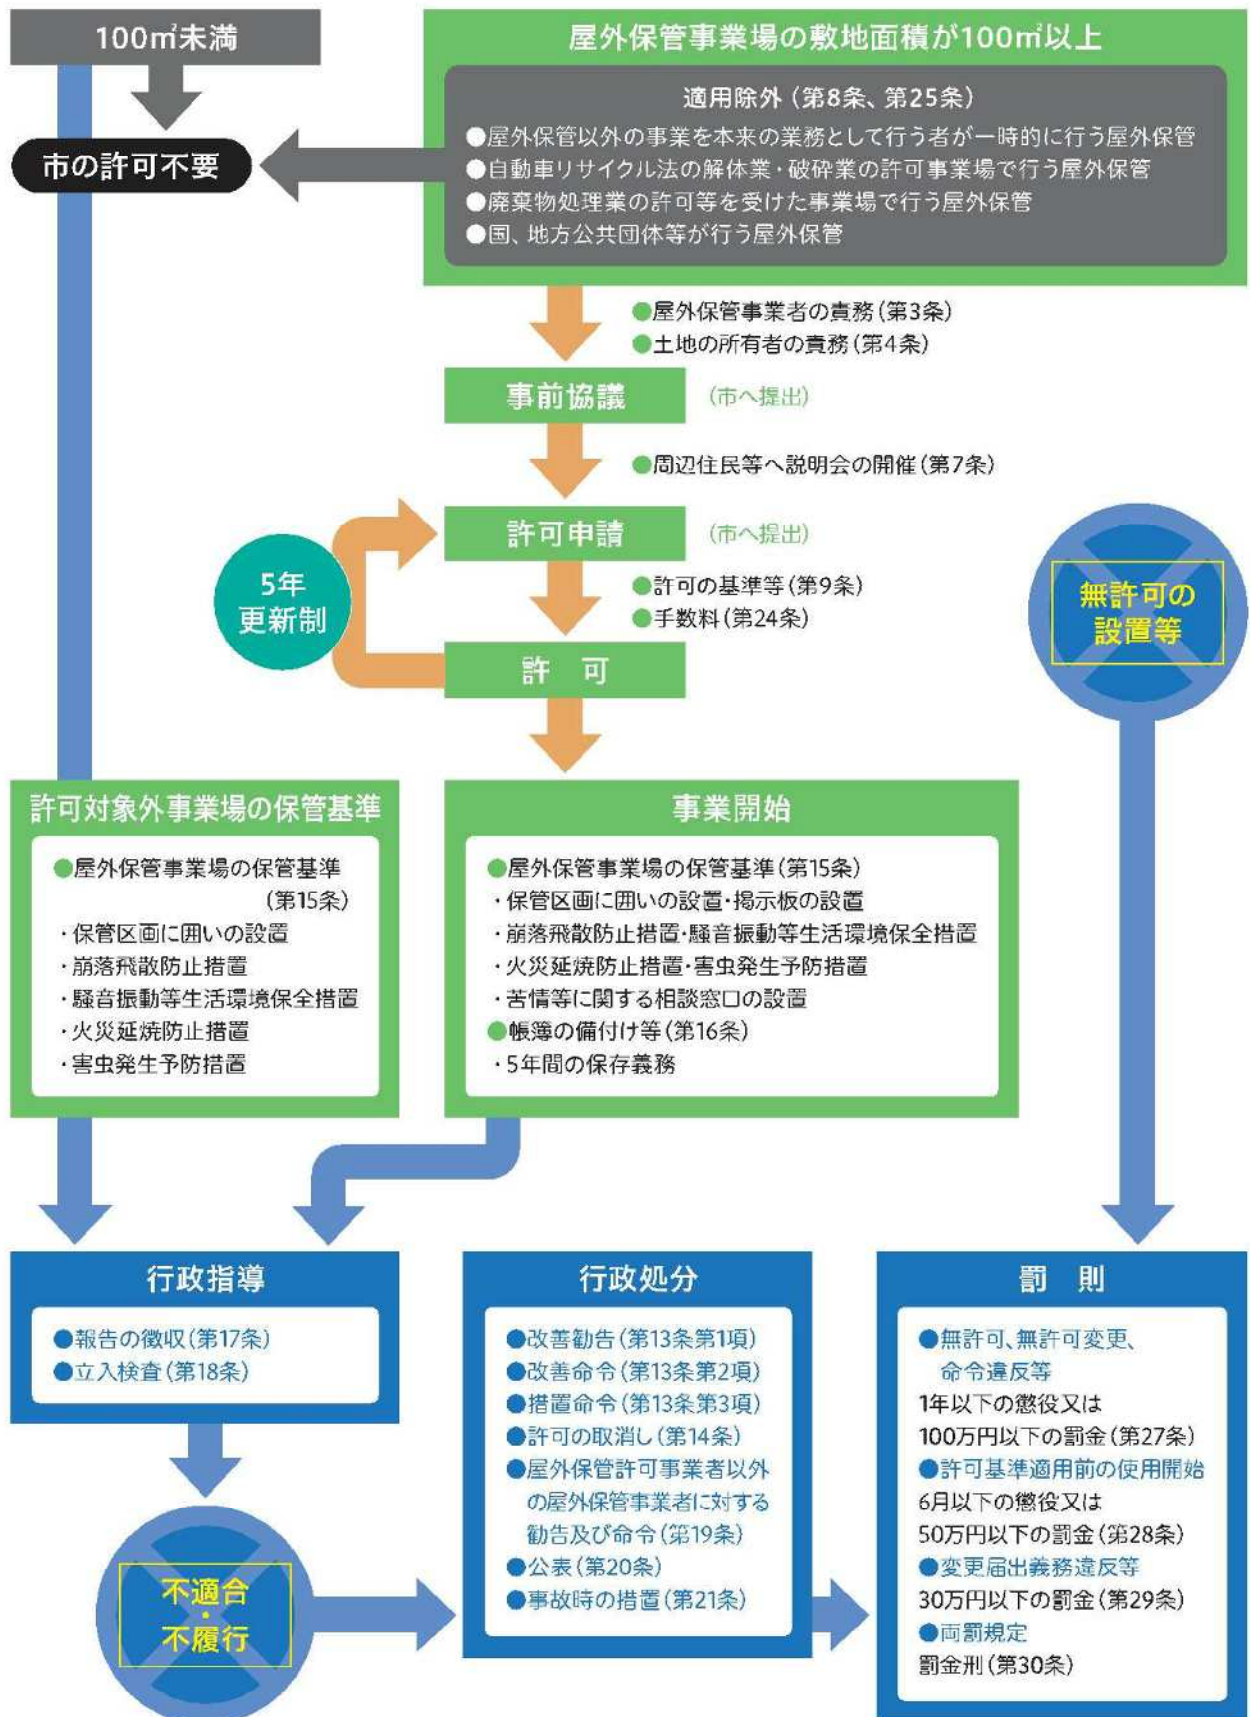 100㎡未満
市の許可不要
屋外保管事業場の敷地面積が100㎡以上
適用除外（第8条、第25条）
●屋外保管以外の事業を本来の業務として行う者が一時的に行う屋外保管
●自動車リサイクル法の解体業・破砕業の許可事業場で行う屋外保管
●廃棄物処理業の許可等を受けた事業場で行う屋外保管
●国、地方公共団体等が行う屋外保管
●屋外保管事業者の責務（第3条）
●土地の所有者の責務（第4条）
事前協議
（市へ提出）
●周辺住民等へ説明会の開催（第7条）
許可申請
（市へ提出）
5年
更新制
●許可の基準等（第9条）
●手数料（第24条）
許　可
無許可の
設置等
許可対象外事業場の保管基準
●屋外保管事業場の保管基準
（第15条）
・保管区画に囲いの設置
・崩落飛散防止措置
・騒音振動等生活環境保全措置
・火災延焼防止措置
・害虫発生予防措置
事業開始
●屋外保管事業場の保管基準（第15条）
・保管区画に囲いの設置・掲示板の設置
・崩落飛散防止措置・騒音振動等生活環境保全措置
・火災延焼防止措置・害虫発生予防措置
・苦情等に関する相談窓口の設置
●帳簿の備付け等（第16条）
・5年間の保存義務
行政指導
●報告の徴収（第17条）
●立入検査（第18条）
不適合
・
不履行
行政処分
●改善勧告（第13条第1項）
●改善命令（第13条第2項）
●措置命令（第13条第3項）
●許可の取消し（第14条）
●屋外保管許可事業者以外
の屋外保管事業者に対する
勧告及び命令（第19条）
●公表（第20条）
●事故時の措置（第21条）
罰　則
●無許可、無許可変更、
命令違反等
1年以下の懲役又は
100万円以下の罰金（第27条）
●許可基準適用前の使用開始
6月以下の懲役又は
50万円以下の罰金（第28条）
●変更届出義務違反等
30万円以下の罰金（第29条）
●両罰規定
罰金刑（第30条）